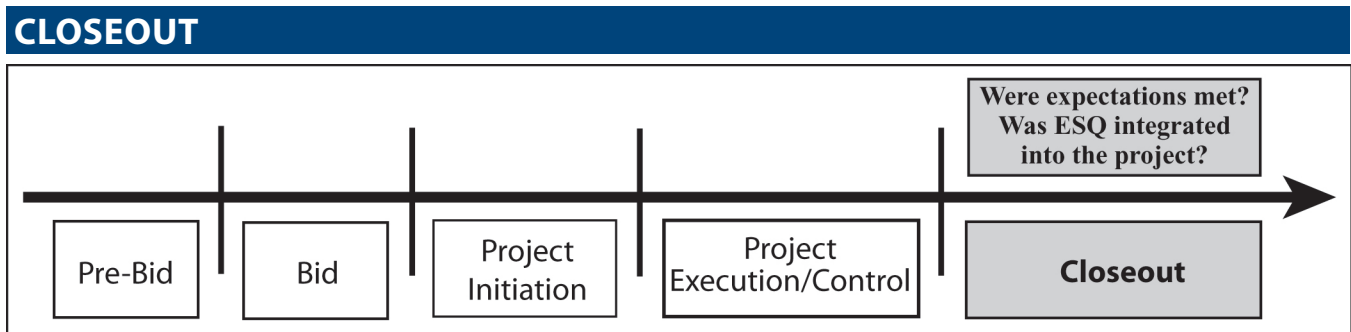 CLOSEOUT
Were expectations met?
Was ESQ integrated
into the project?
Pre-Bid
Bid
Project
Initiation
Project
Execution/Control
Closeout